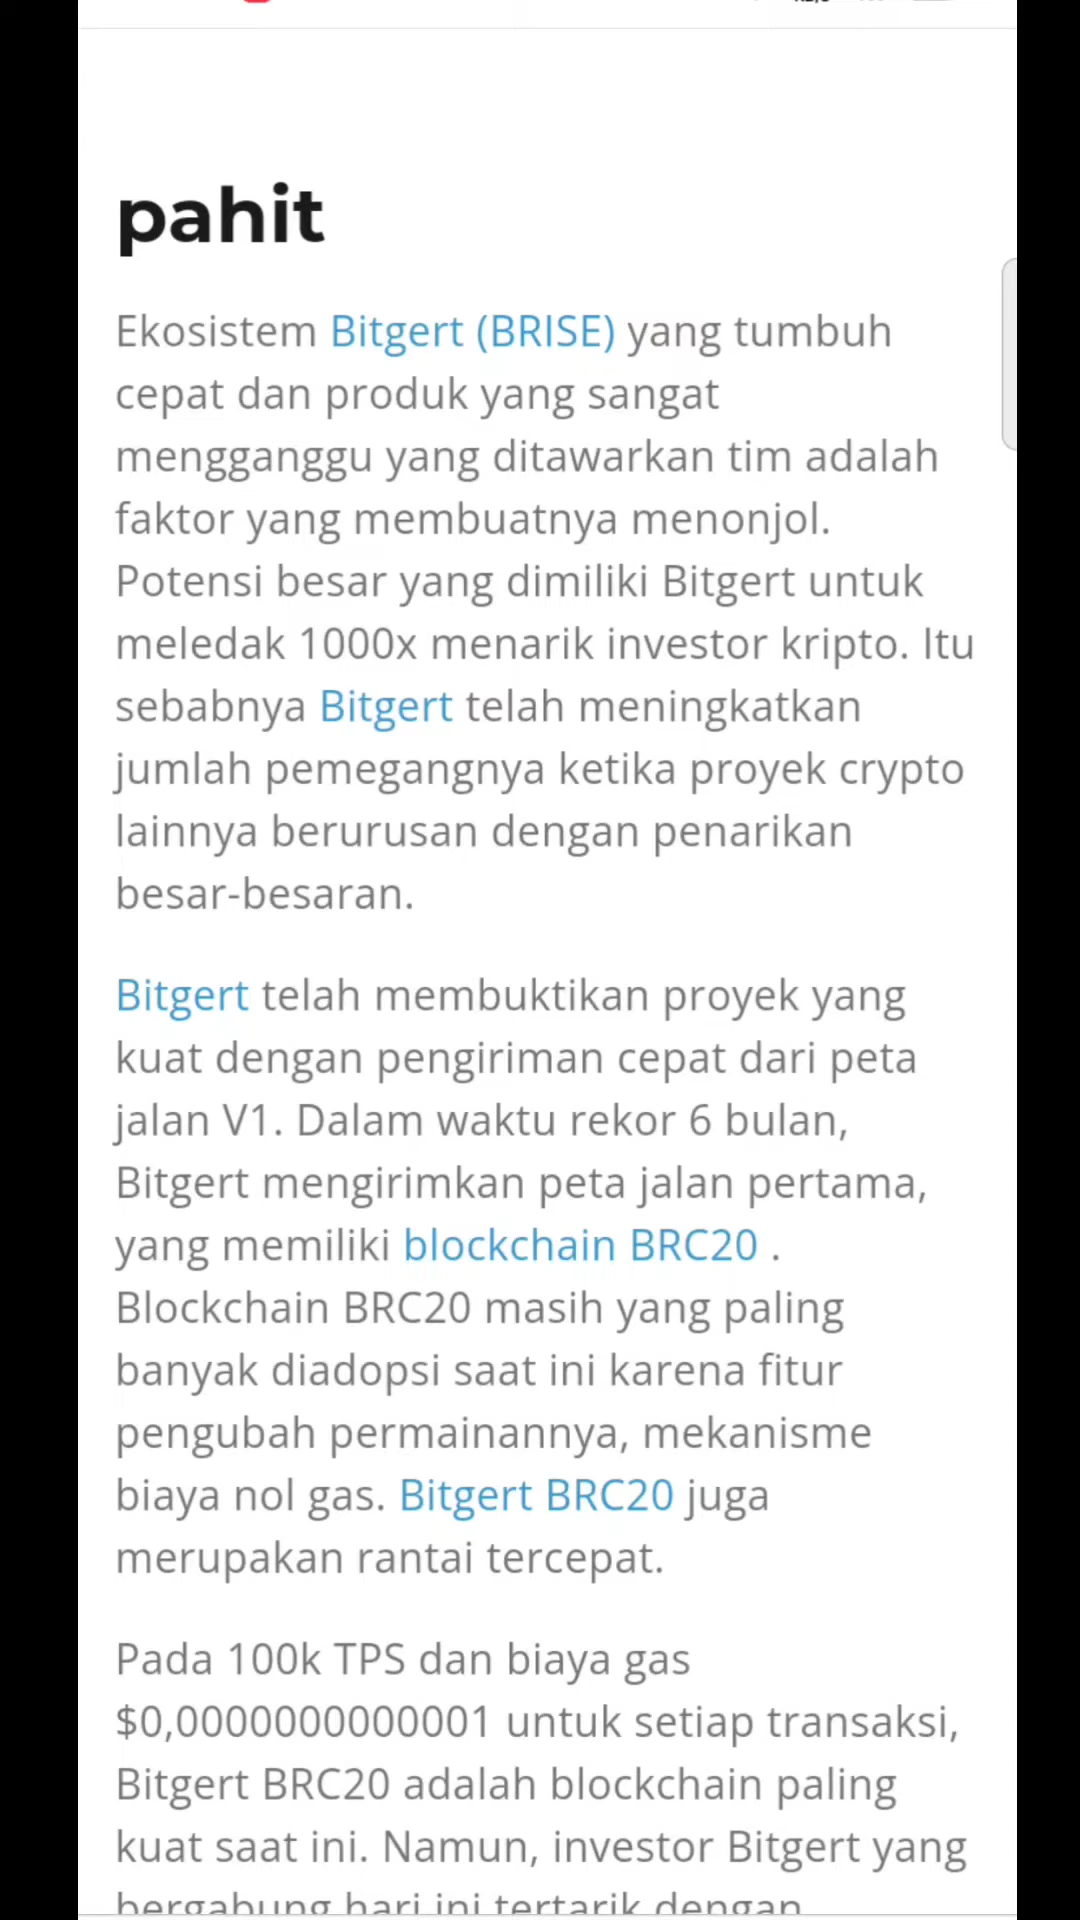 pahit
Ekosistem Bitgert (BRISE) yang tumbuh
cepat dan produk yang sangat
mengganggu yang ditawarkan tim adalah
faktor yang membuatnya menonjol.
Potensi besar yang dimiliki Bitgert untuk
meledak 1000x menarik investor kripto. Itu
sebabnya Bitgert telah meningkatkan
jumlah pemegangnya ketika proyek crypto
lainnya berurusan dengan penarikan
besar-besaran.
Bitgert telah membuktikan proyek yang
kuat dengan pengiriman cepat dari peta
jalan V1. Dalam waktu rekor 6 bulan,
Bitgert mengirimkan peta jalan pertama,
yang memiliki blockchain BRC20 .
Blockchain BRC20 masih yang paling
banyak diadopsi saat ini karena fitur
pengubah permainannya, mekanisme
biaya nol gas. Bitgert BRC20 juga
merupakan rantai tercepat.
Pada 100k TPS dan biaya gas
$0,0000000000001 untuk setiap transaksi,
Bitgert BRC20 adalah blockchain paling
kuat saat ini. Namun, investor Bitgert yang
bergabung hari ini tertarik dengan